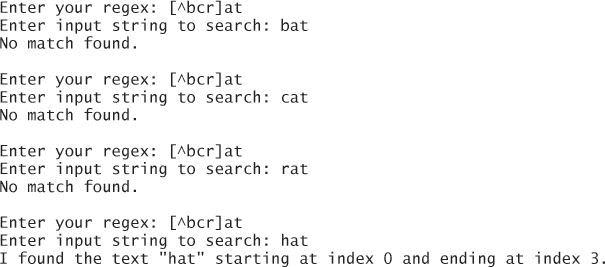 Enter your regex: [^bcr]at
Enter input string to search: bat
No match found.
Enter your regex: [^bcr]at
Enter input string to search: cat
No match found.
Enter your regex: [^bcr]at
Enter input string to search: rat
No match found.
Enter your regex: [^bcr]at
Enter input string to search: hat
I found the text "hat" starting at index 0 and ending at index 3.